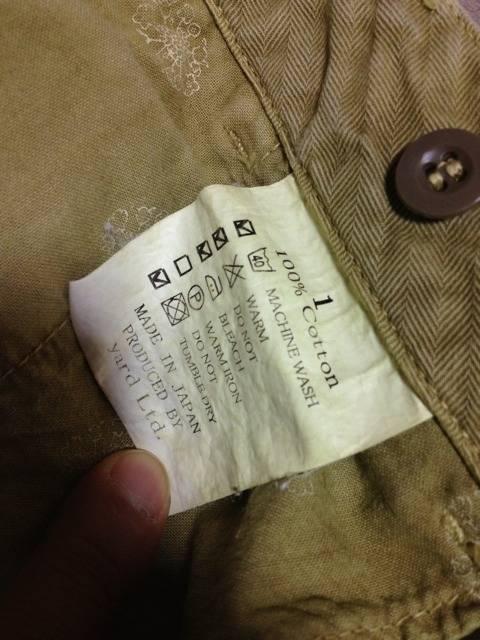 1
100% Cotton
40
MACHINE WASH
WARM
DO NOT
BLEACH
WARM IRON
DO NOT
TUMBLE DRY
P
MADE IN JAPAN
PRODUCED BY
yard Ltd.